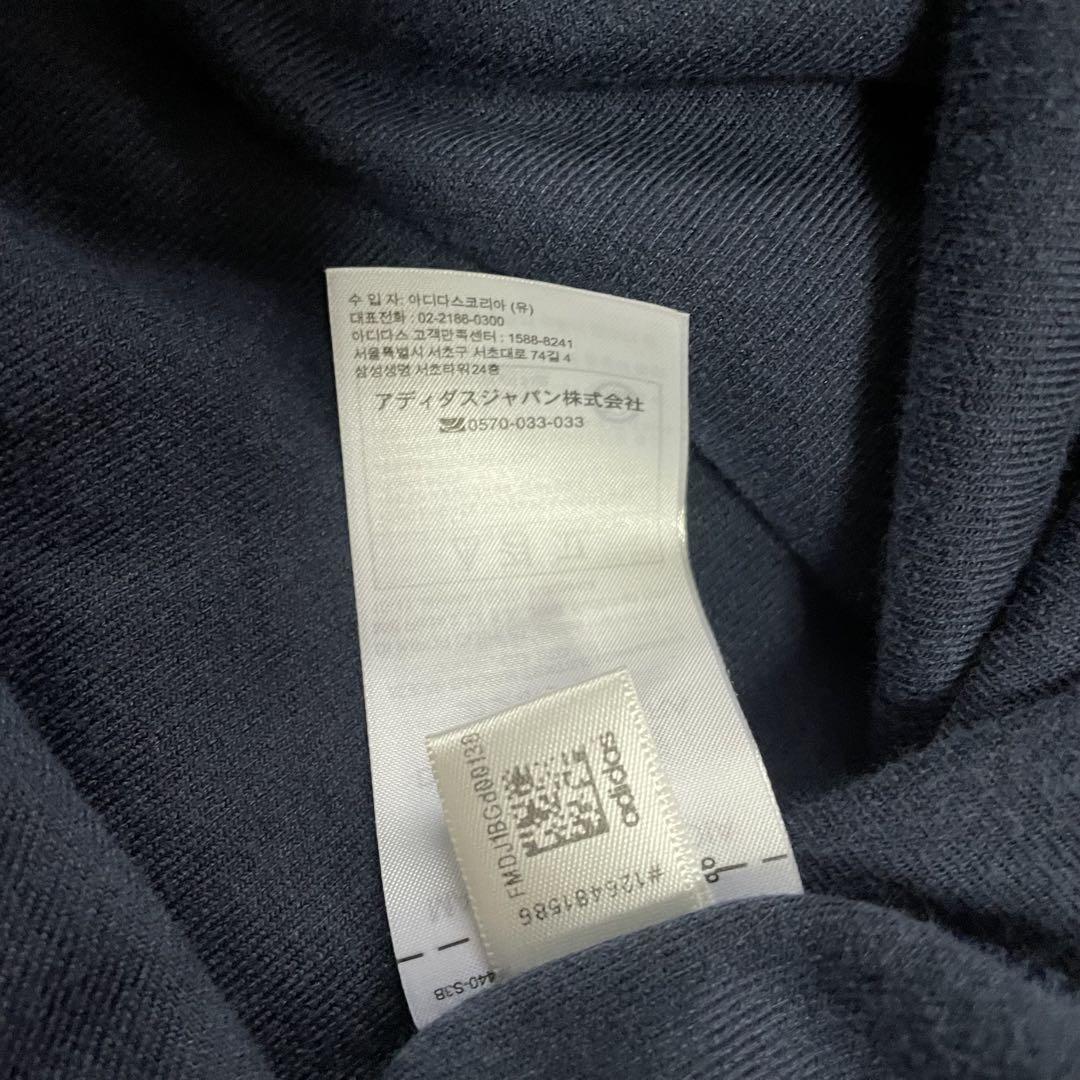 수 입 자: 아디다스코리아 (유)
대표전화 : 02-2186-0300
아디다스 고객만족센터 : 1588-8241
서울특별시 서초구 서초대로 74길 4
삼성생명 서초타워 24층
アディダスジャパン株式会社
0570-033-033
adidas
FMDJ1BGd00138
#126481586
440-S3B